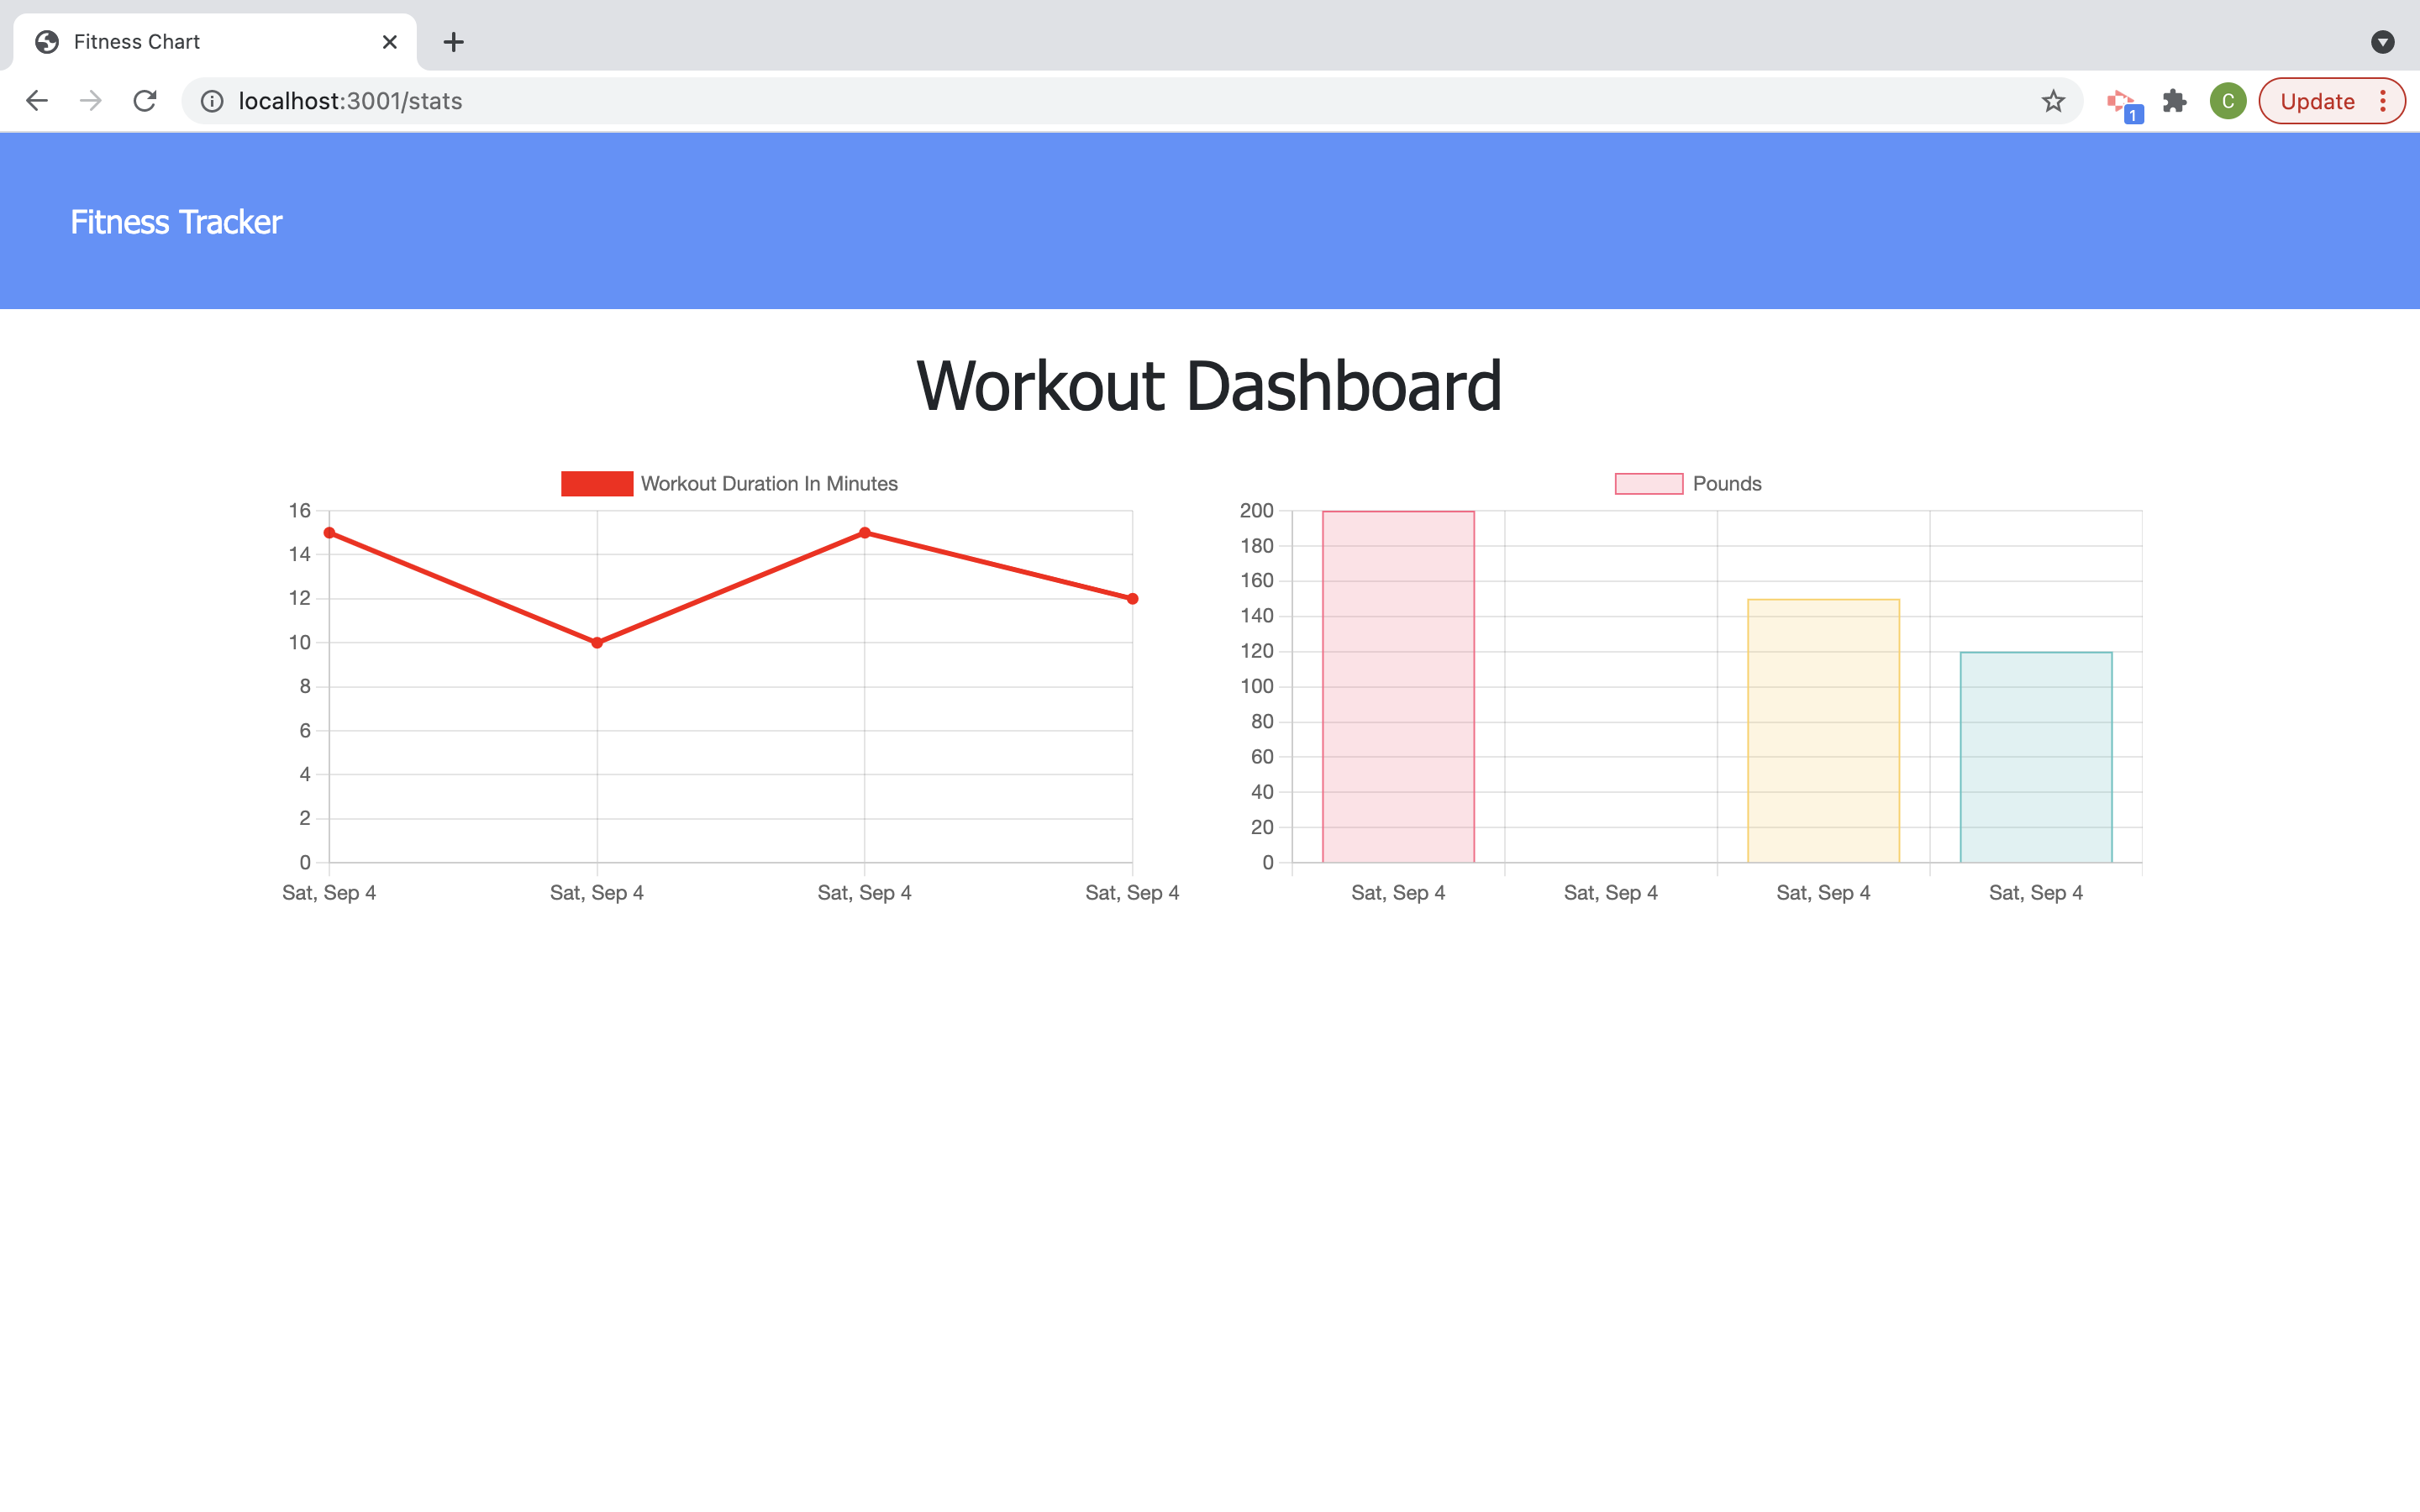 Fitness Chart
localhost:3001/stats
1
C
Update
Fitness Tracker
Workout Dashboard
Workout Duration In Minutes
16
14
12
10
8
6
4
2
0
Sat, Sep 4 Sat, Sep 4 Sat, Sep 4 Sat, Sep 4
Pounds
200
180
160
140
120
100
80
60
40
20
0
Sat, Sep 4 Sat, Sep 4 Sat, Sep 4 Sat, Sep 4